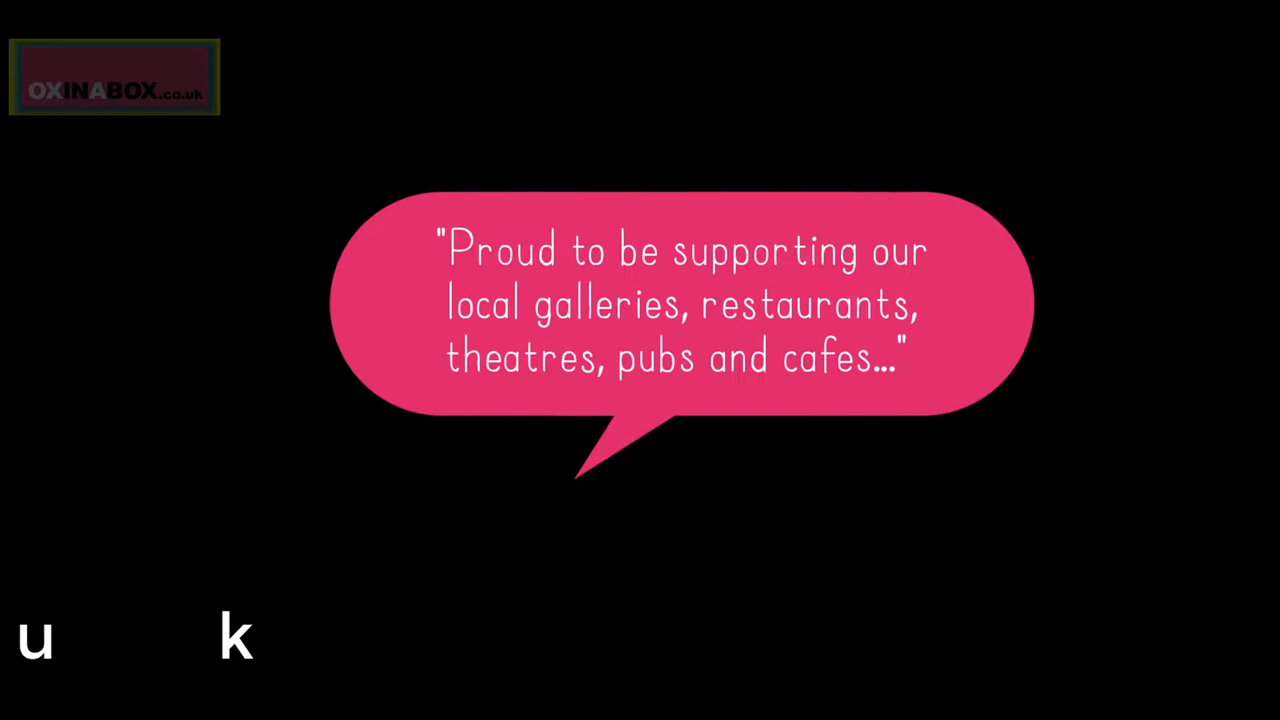 OXINABOX.co.uk
"Proud to be supporting our
local galleries, restaurants,
theatres, pubs and cafes..."
u k